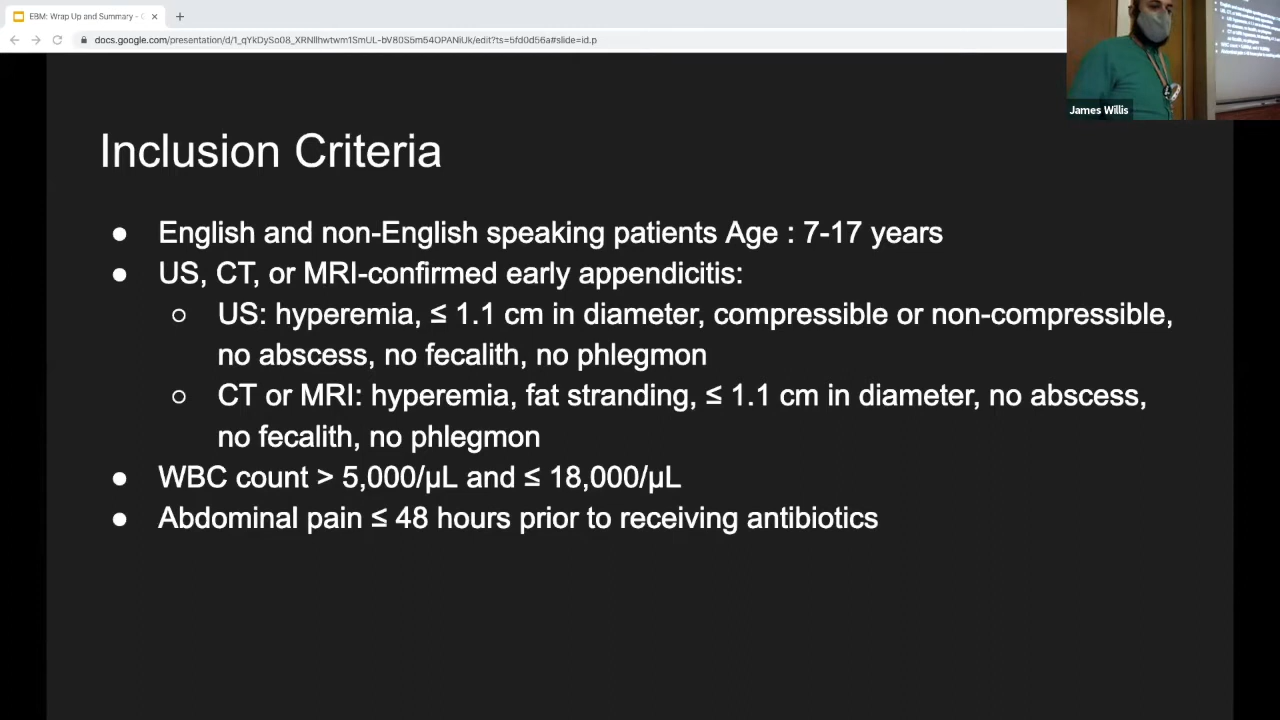 EBM: Wrap Up and Summary -
docs.google.com/presentation/d/1_qYkDySo08_XRNllhwtwm1SmUL-bV80S5m54OPANiUk/edit?ts=5fd0d56a#slide=id.p
James Willis
Inclusion Criteria
● English and non-English speaking patients Age : 7-17 years
● US, CT, or MRI-confirmed early appendicitis:
○ US: hyperemia, ≤ 1.1 cm in diameter, compressible or non-compressible,
no abscess, no fecalith, no phlegmon
○ CT or MRI: hyperemia, fat stranding, ≤ 1.1 cm in diameter, no abscess,
no fecalith, no phlegmon
● WBC count > 5,000/μL and ≤ 18,000/μL
● Abdominal pain ≤ 48 hours prior to receiving antibiotics